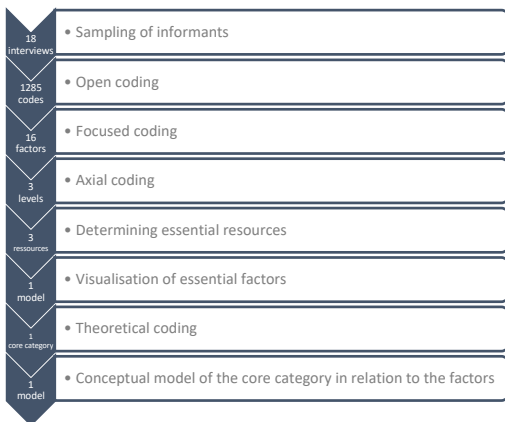 18
interviews
• Sampling of informants
1285
codes
• Open coding
16
factors
• Focused coding
3
levels
• Axial coding
3
ressources
• Determining essential resources
1
model
• Visualisation of essential factors
1
core category
• Theoretical coding
1
model
• Conceptual model of the core category in relation to the factors